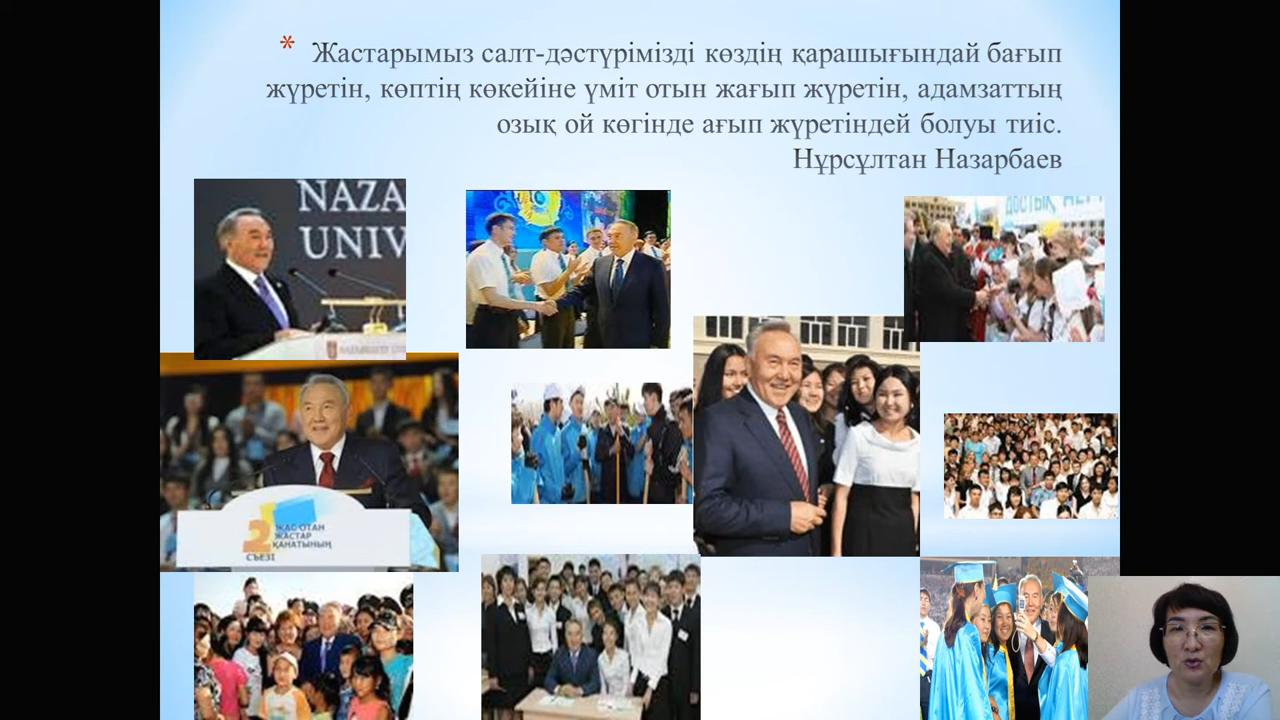 * Жастарымыз салт-дәстүрімізді көздің қарашығындай бағып
жүретін, көптің көкейіне үміт отын жағып жүретін, адамзаттың
озық ой көгінде ағып жүретіндей болуы тиіс.
Нұрсұлтан Назарбаев
NAZA
UNIV
2 ЖАС ОТАН
ЖАСТАР
ҚАНАТЫНЫҢ
СЪЕЗІ